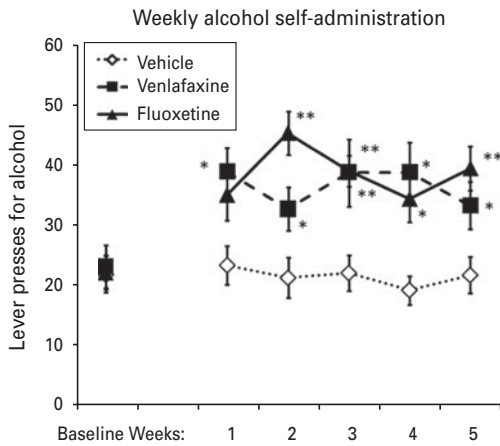 Weekly alcohol self-administration
60
50
40
30
20
10
0
Lever presses for alcohol
Vehicle
Venlafaxine
Fluoxetine
*
**
*
**
**
*
*
**
*
Baseline Weeks: 1 2 3 4 5